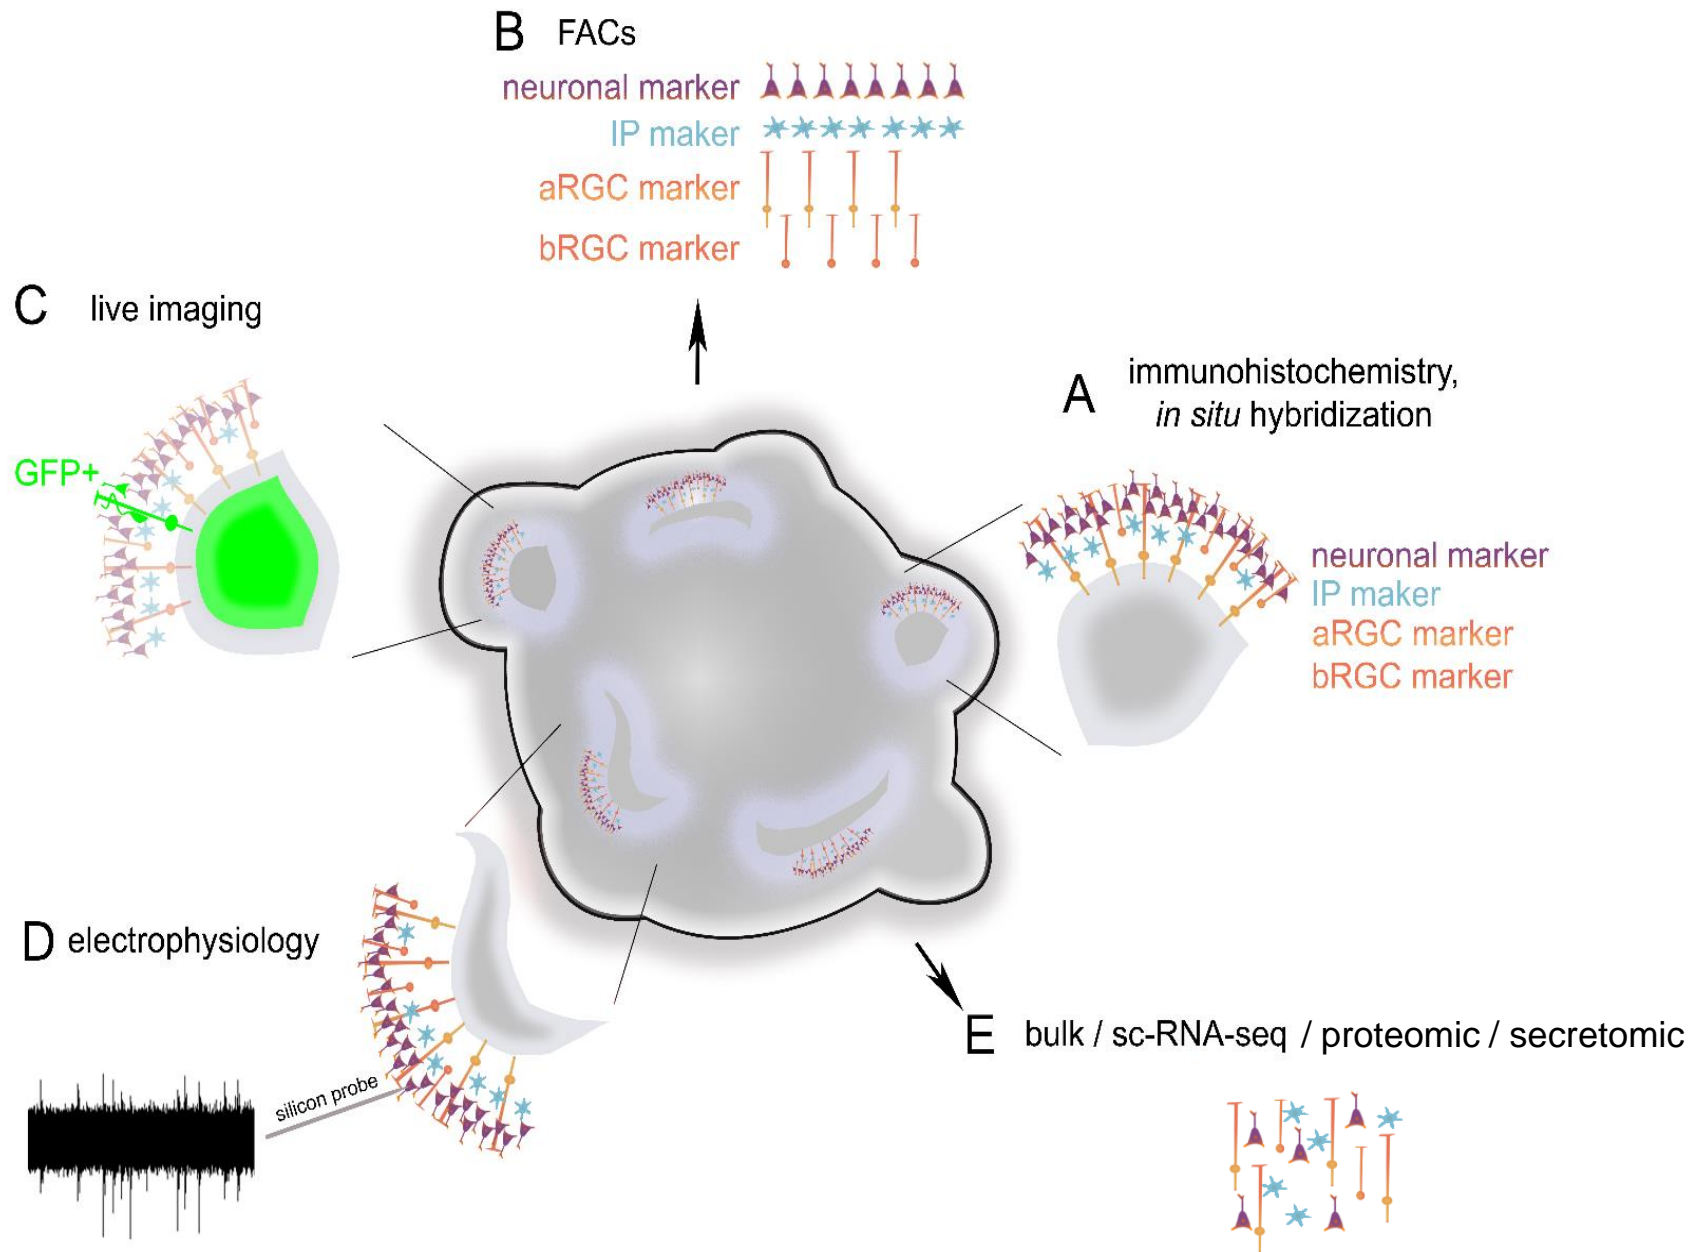 B FACs
neuronal marker
IP maker
aRGC marker
bRGC marker
C live imaging
GFP+
A immunohistochemistry,
in situ hybridization
neuronal marker
IP maker
aRGC marker
bRGC marker
D electrophysiology
silicon probe
E bulk / sc-RNA-seq / proteomic / secretomic